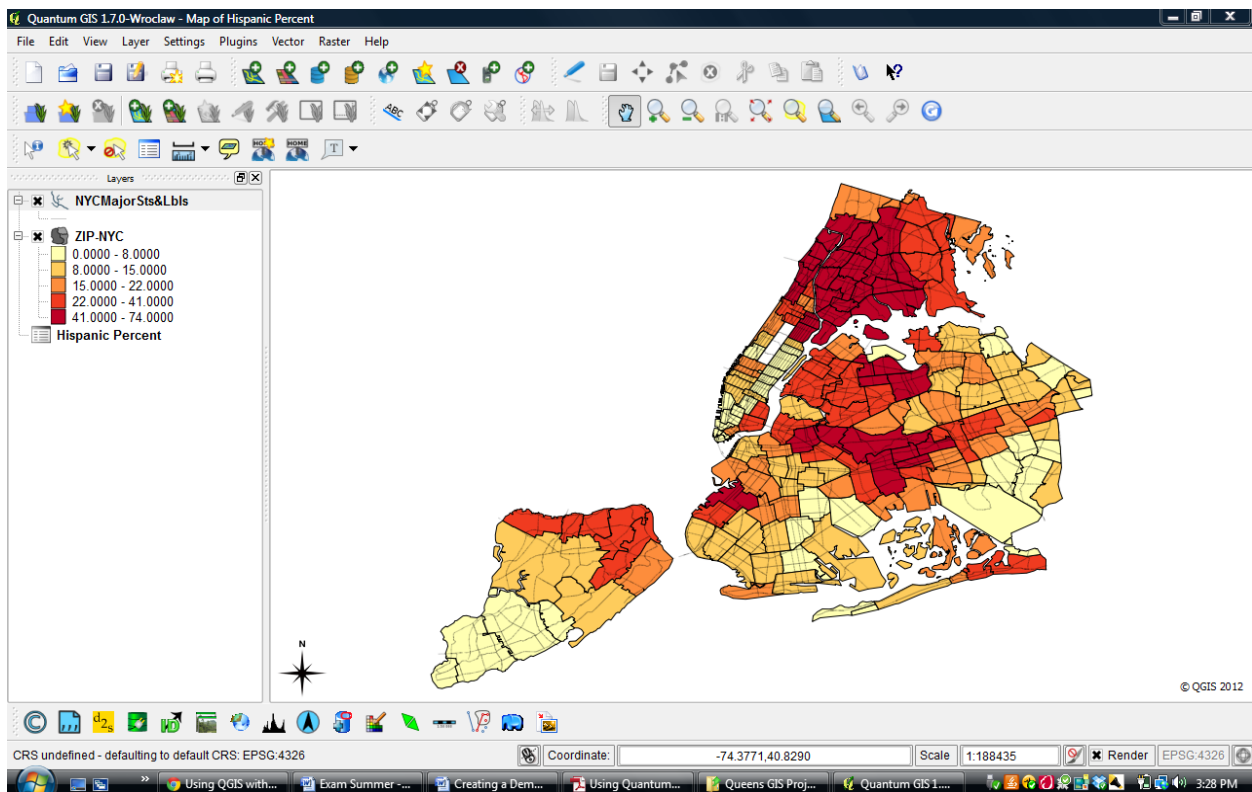 Quantum GIS 1.7.0-Wroclaw - Map of Hispanic Percent
File Edit View Layer Settings Plugins Vector Raster Help
ABC
HOME
T
Layers
NYCMajorSts&Lbls
ZIP-NYC
0.0000 - 8.0000
8.0000 - 15.0000
15.0000 - 22.0000
22.0000 - 41.0000
41.0000 - 74.0000
Hispanic Percent
N
© QGIS 2012
CRS undefined - defaulting to default CRS: EPSG:4326
Coordinate: -74.3771,40.8290 Scale 1:188435 Render EPSG:4326
Using QGIS with... Exam Summer -... Creating a Dem... Using Quantum... Queens GIS Proj... Quantum GIS 1.... 3:28 PM